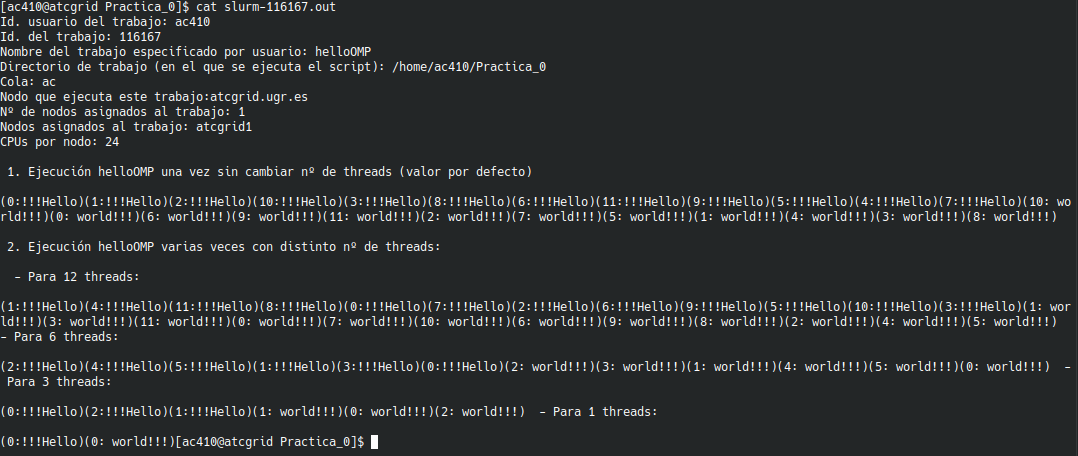 [ac410@atcgrid Practica_0]$ cat slurm-116167.out
Id. usuario del trabajo: ac410
Id. del trabajo: 116167
Nombre del trabajo especificado por usuario: helloOMP
Directorio de trabajo (en el que se ejecuta el script): /home/ac410/Practica_0
Cola: ac
Nodo que ejecuta este trabajo:atcgrid.ugr.es
Nº de nodos asignados al trabajo: 1
Nodos asignados al trabajo: atcgrid1
CPUs por nodo: 24
1. Ejecución helloOMP una vez sin cambiar nº de threads (valor por defecto)
(0:!!!Hello)(1:!!!Hello)(2:!!!Hello)(10:!!!Hello)(3:!!!Hello)(8:!!!Hello)(6:!!!Hello)(11:!!!Hello)(9:!!!Hello)(5:!!!Hello)(4:!!!Hello)(7:!!!Hello)(10: wo
rld!!!)(0: world!!!)(6: world!!!)(9: world!!!)(11: world!!!)(2: world!!!)(7: world!!!)(5: world!!!)(1: world!!!)(4: world!!!)(3: world!!!)(8: world!!!)
2. Ejecución helloOMP varias veces con distinto nº de threads:
- Para 12 threads:
(1:!!!Hello)(4:!!!Hello)(11:!!!Hello)(8:!!!Hello)(0:!!!Hello)(7:!!!Hello)(2:!!!Hello)(6:!!!Hello)(9:!!!Hello)(5:!!!Hello)(10:!!!Hello)(3:!!!Hello)(1: wor
ld!!!)(3: world!!!)(11: world!!!)(0: world!!!)(7: world!!!)(10: world!!!)(6: world!!!)(9: world!!!)(8: world!!!)(2: world!!!)(4: world!!!)(5: world!!!)
- Para 6 threads:
(2:!!!Hello)(4:!!!Hello)(5:!!!Hello)(1:!!!Hello)(3:!!!Hello)(0:!!!Hello)(2: world!!!)(3: world!!!)(1: world!!!)(4: world!!!)(5: world!!!)(0: world!!!)  -
Para 3 threads:
(0:!!!Hello)(2:!!!Hello)(1:!!!Hello)(1: world!!!)(0: world!!!)(2: world!!!)  - Para 1 threads:
(0:!!!Hello)(0: world!!!)[ac410@atcgrid Practica_0]$